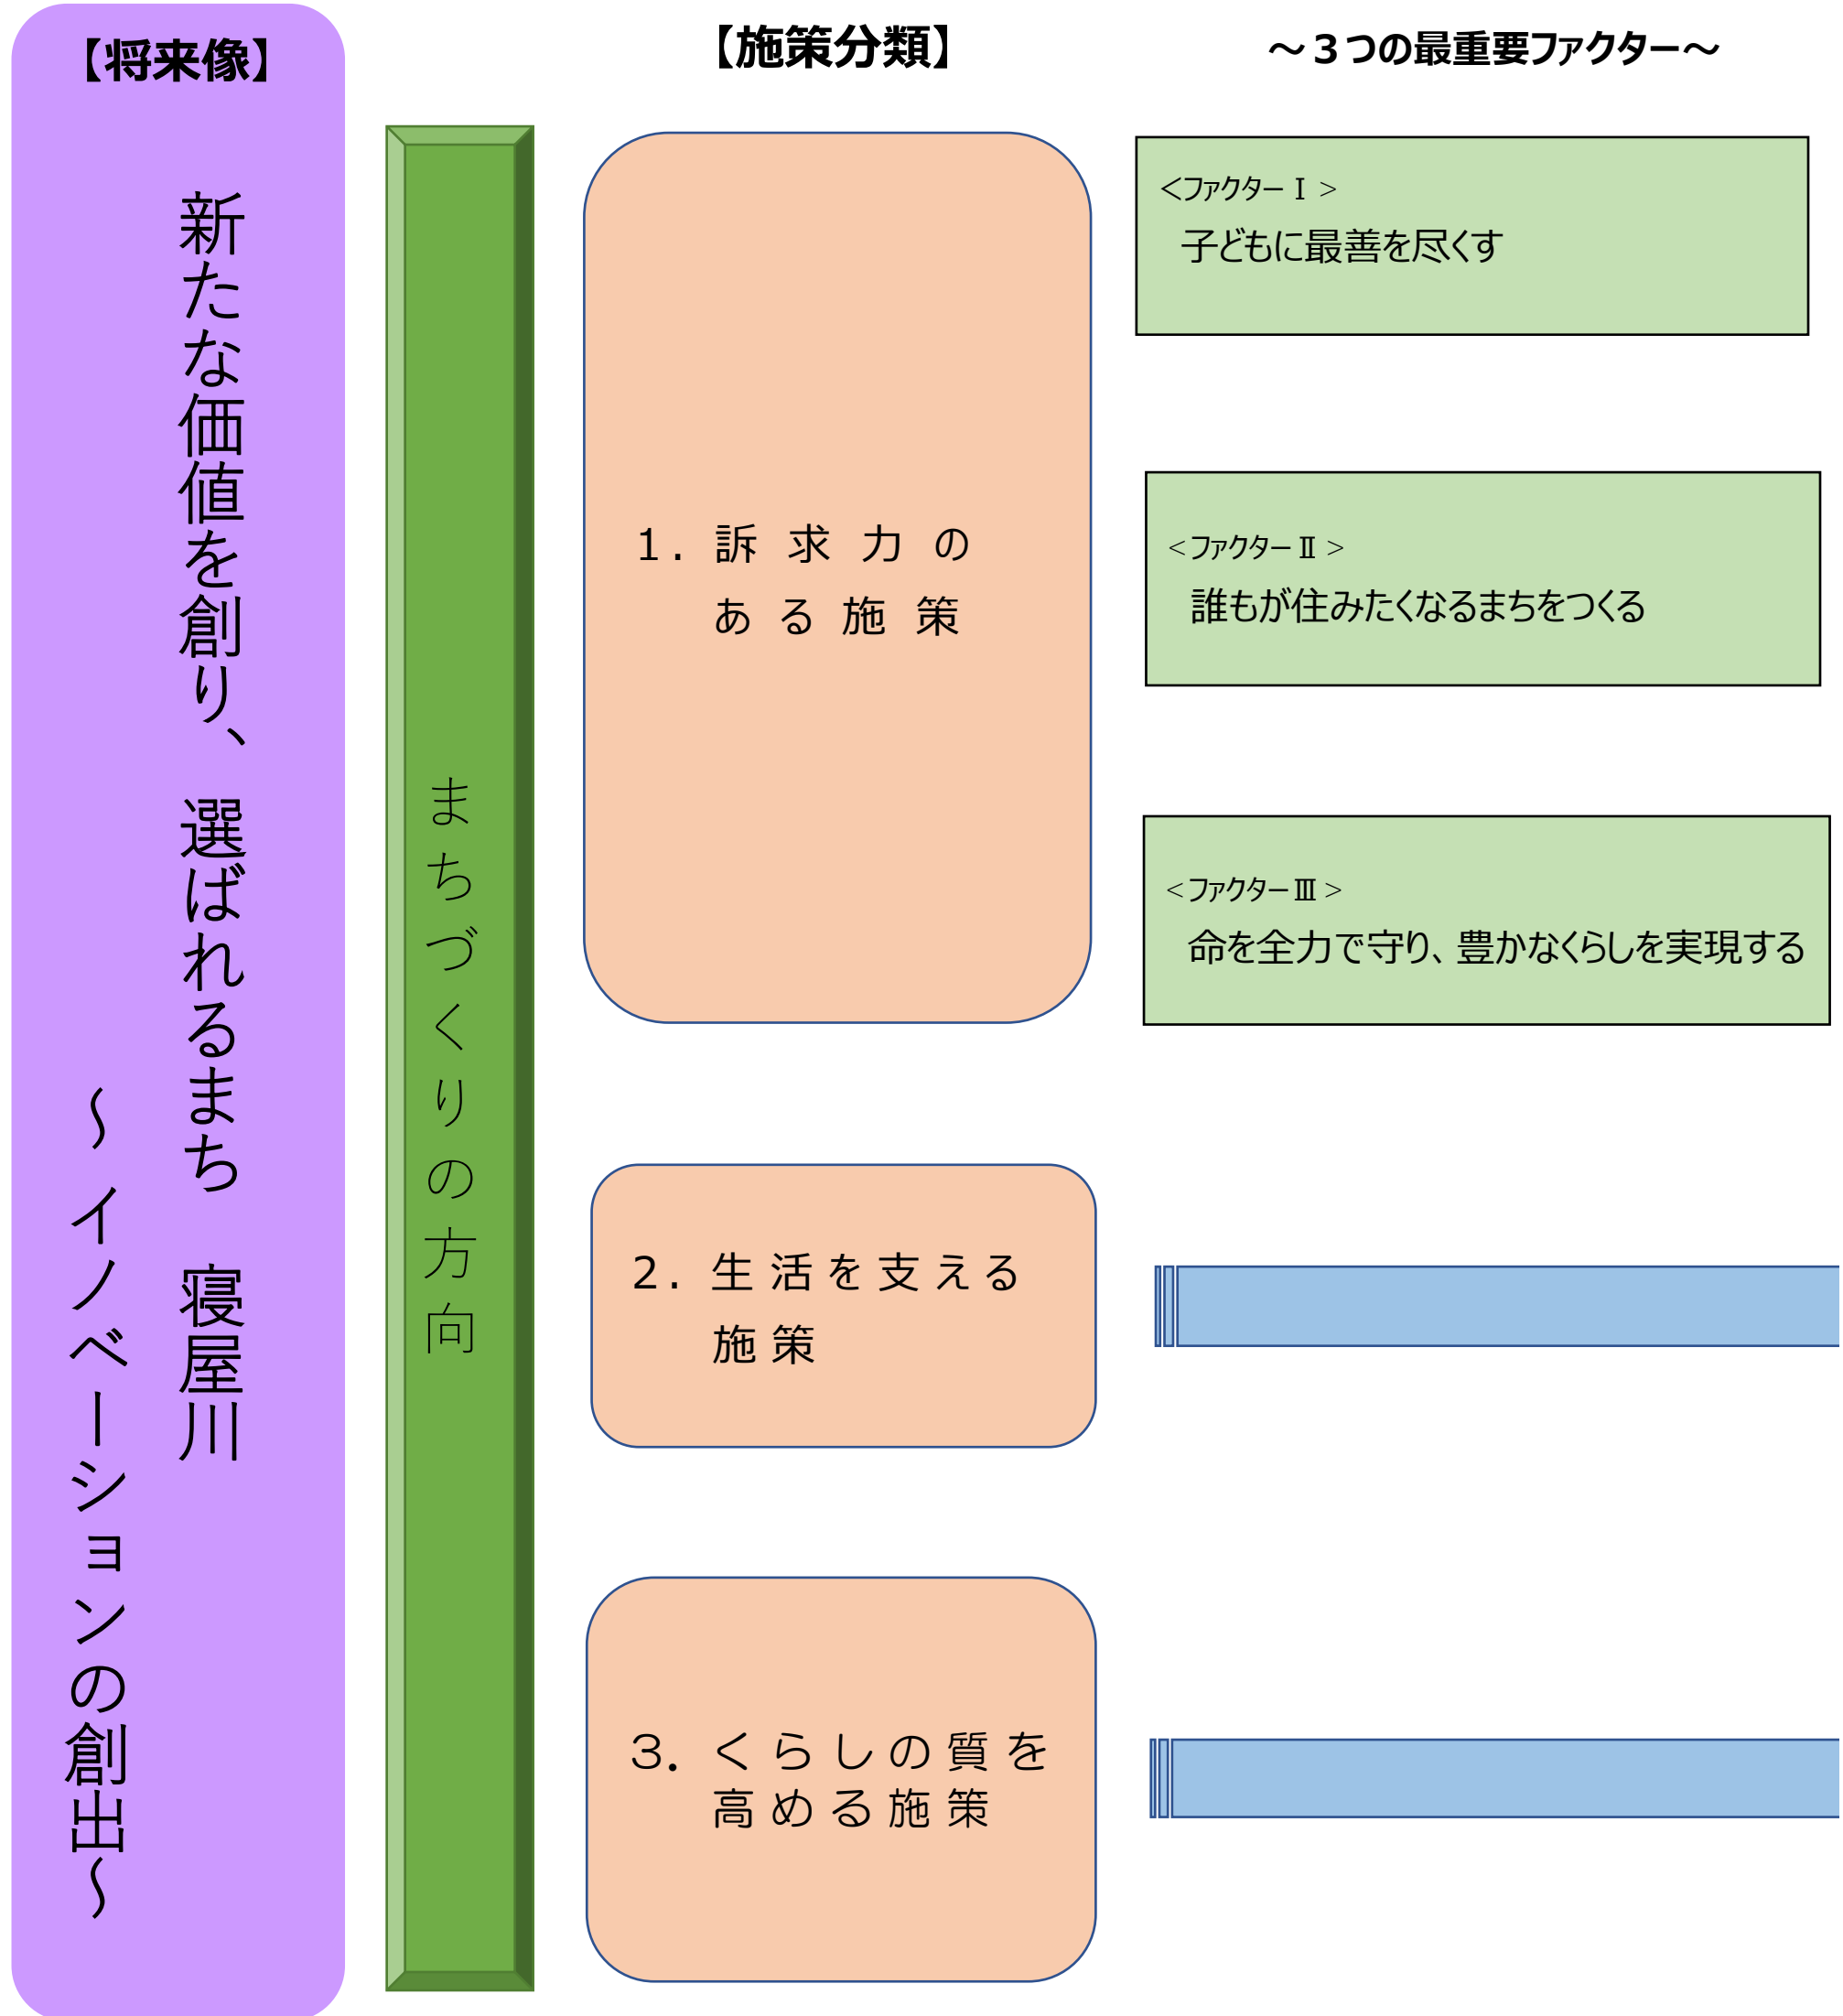 【将来像】
新たな価値を創り、選ばれるまち　寝屋川
～イノベーションの創出～
まちづくりの方向
【施策分類】
1. 訴求力の
ある施策
2. 生活を支える
施策
3. くらしの質を
高める施策
～３つの最重要ファクター～
＜ファクターⅠ＞
子どもに最善を尽くす
＜ファクターⅡ＞
誰もが住みたくなるまちをつくる
＜ファクターⅢ＞
命を全力で守り、豊かなくらしを実現する